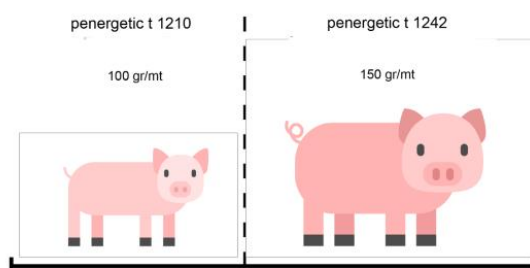 penergetic t 1210
100 gr/mt
penergetic t 1242
150 gr/mt